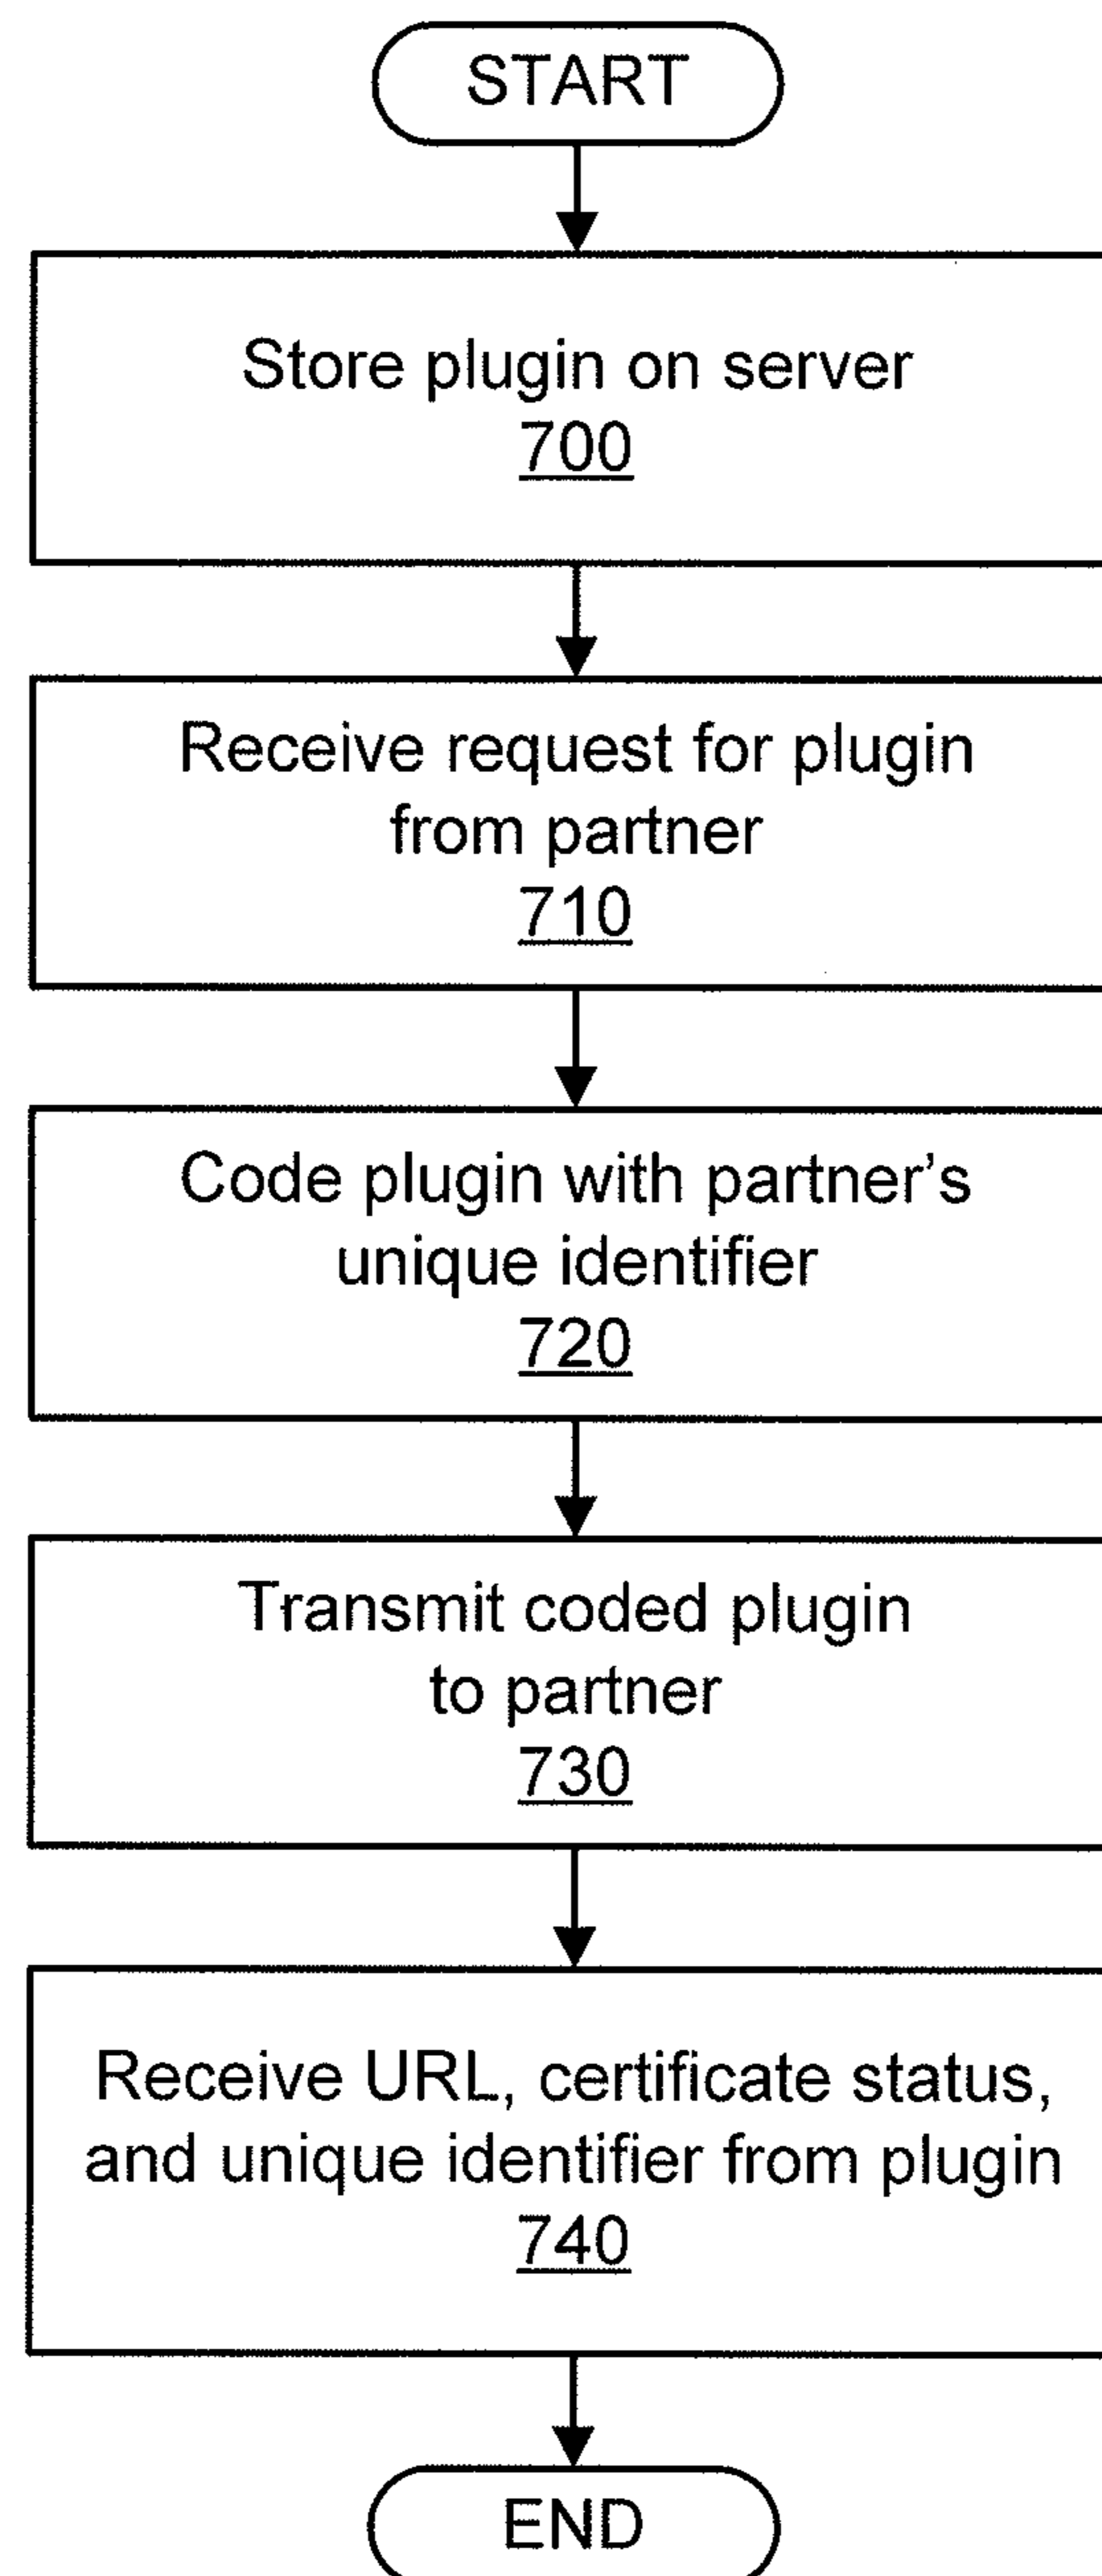 START
Store plugin on server
700
Receive request for plugin
from partner
710
Code plugin with partner’s
unique identifier
720
Transmit coded plugin
to partner
730
Receive URL, certificate status,
and unique identifier from plugin
740
END